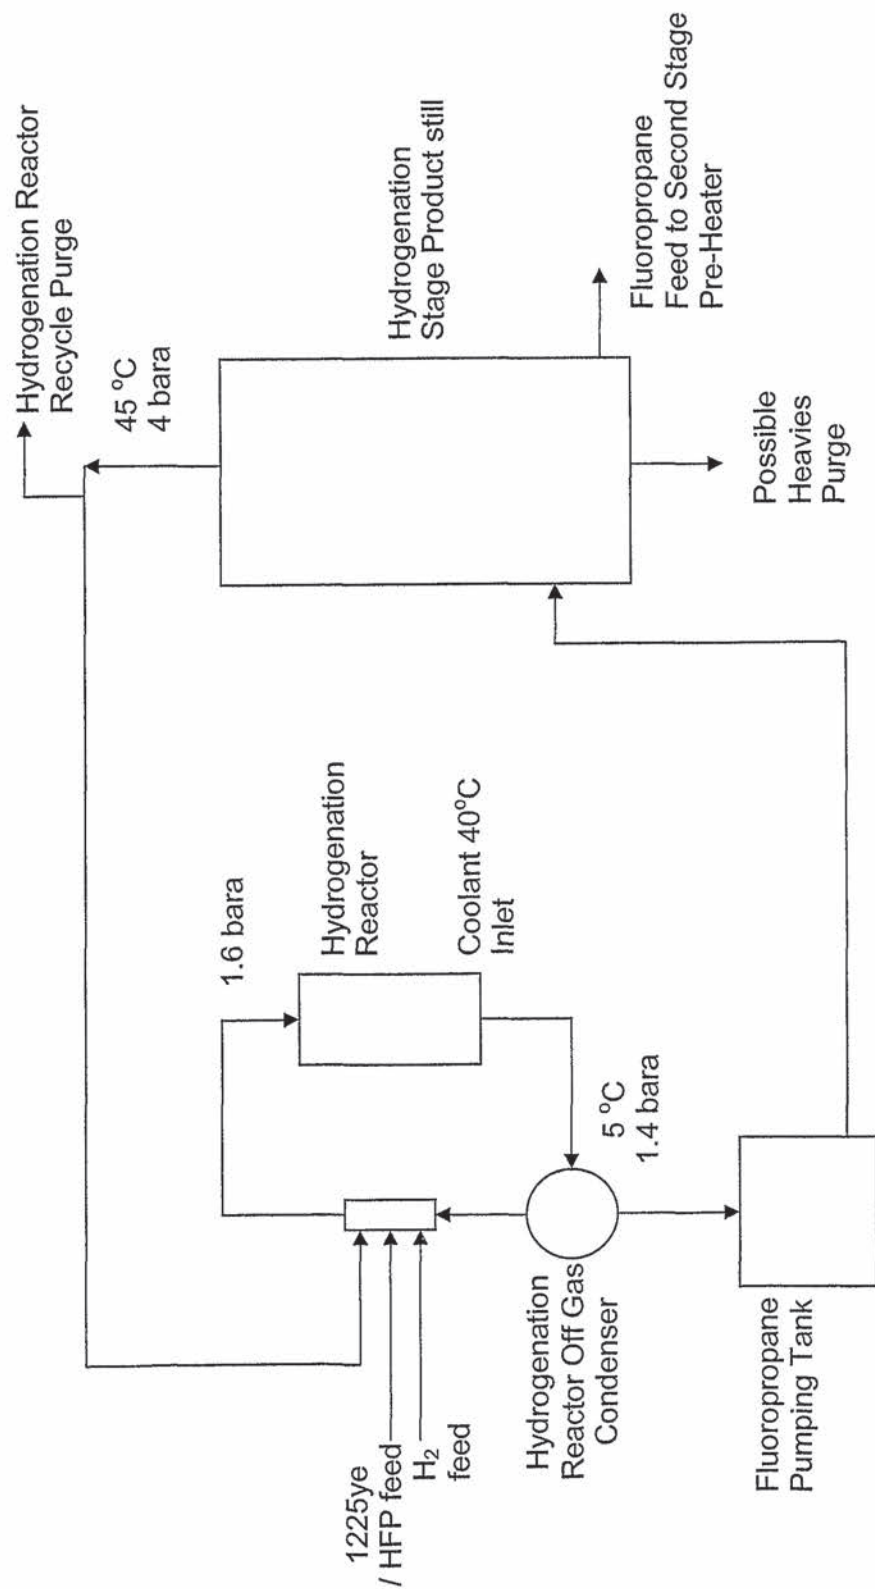 Hydrogenation Reactor
Recycle Purge
45 °C
4 bara
Hydrogenation
Stage Product still
Fluoropropane
Feed to Second Stage
Pre-Heater
Possible
Heavies
Purge
1.6 bara
Hydrogenation
Reactor
Coolant 40°C
Inlet
5 °C
1.4 bara
1225ye
/ HFP feed
H₂
feed
Hydrogenation
Reactor Off Gas
Condenser
Fluoropropane
Pumping Tank